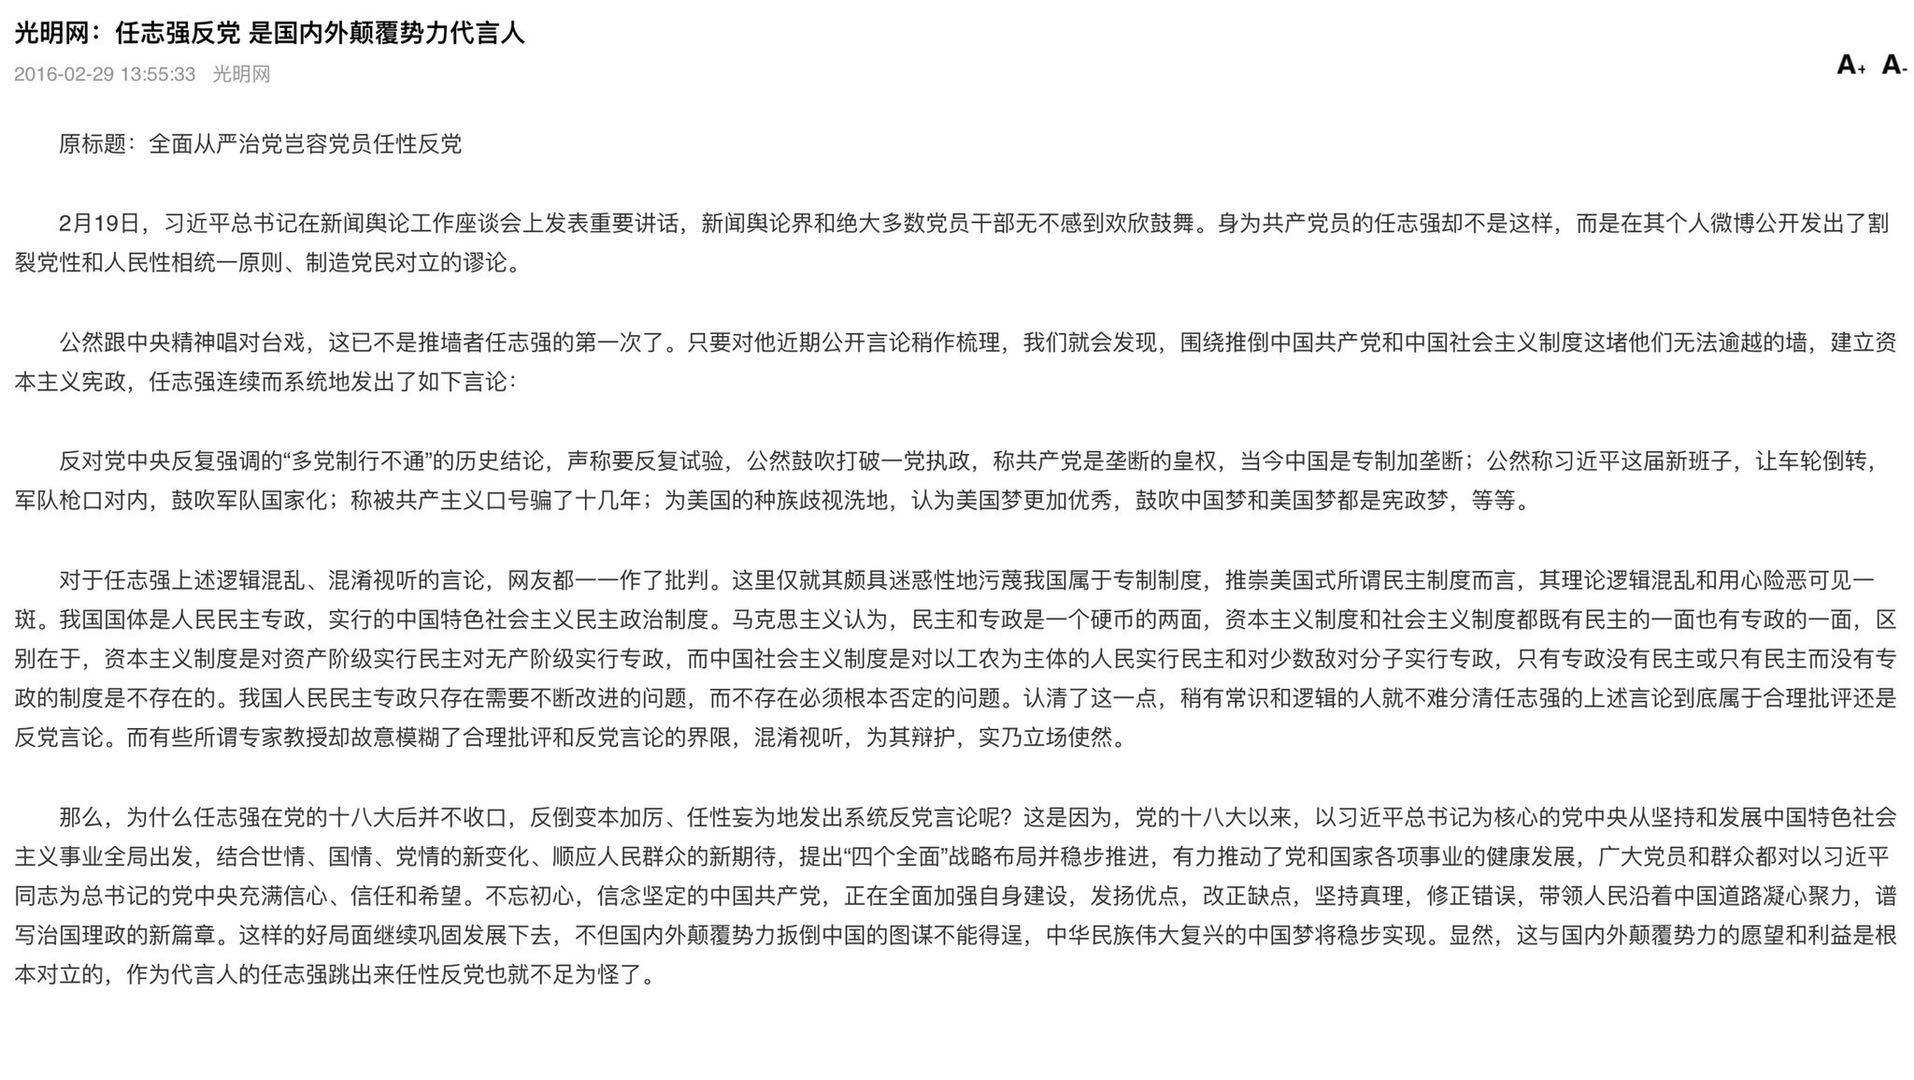 光明网：任志强反党 是国内外颠覆势力代言人
2016-02-29 13:55:33 光明网
A+ A-
原标题：全面从严治党岂容党员任性反党
2月19日，习近平总书记在新闻舆论工作座谈会上发表重要讲话，新闻舆论界和绝大多数党员干部无不感到欢欣鼓舞。身为共产党员的任志强却不是这样，而是在其个人微博公开发出了割
裂党性和人民性相统一原则、制造党民对立的谬论。
公然跟中央精神唱对台戏，这已不是推墙者任志强的第一次了。只要对他近期公开言论稍作梳理，我们就会发现，围绕推倒中国共产党和中国社会主义制度这堵他们无法逾越的墙，建立资
本主义宪政，任志强连续而系统地发出了如下言论：
反对党中央反复强调的“多党制行不通”的历史结论，声称要反复试验，公然鼓吹打破一党执政，称共产党是垄断的皇权，当今中国是专制加垄断；公然称习近平这届新班子，让车轮倒转，
军队枪口对内，鼓吹军队国家化；称被共产主义口号骗了十几年；为美国的种族歧视洗地，认为美国梦更加优秀，鼓吹中国梦和美国梦都是宪政梦，等等。
对于任志强上述逻辑混乱、混淆视听的言论，网友都一一作了批判。这里仅就其颇具迷惑性地污蔑我国属于专制制度，推崇美国式所谓民主制度而言，其理论逻辑混乱和用心险恶可见一
斑。我国国体是人民民主专政，实行的中国特色社会主义民主政治制度。马克思主义认为，民主和专政是一个硬币的两面，资本主义制度和社会主义制度都既有民主的一面也有专政的一面，区
别在于，资本主义制度是对资产阶级实行民主对无产阶级实行专政，而中国社会主义制度是对以工农为主体的人民实行民主和对少数敌对分子实行专政，只有专政没有民主或只有民主而没有专
政的制度是不存在的。我国人民民主专政只存在需要不断改进的问题，而不存在必须根本否定的问题。认清了这一点，稍有常识和逻辑的人就不难分清任志强的上述言论到底属于合理批评还是
反党言论。而有些所谓专家教授却故意模糊了合理批评和反党言论的界限，混淆视听，为其辩护，实乃立场使然。
那么，为什么任志强在党的十八大后并不收口，反倒变本加厉、任性妄为地发出系统反党言论呢？这是因为，党的十八大以来，以习近平总书记为核心的党中央从坚持和发展中国特色社会
主义事业全局出发，结合世情、国情、党情的新变化、顺应人民群众的新期待，提出“四个全面”战略布局并稳步推进，有力推动了党和国家各项事业的健康发展，广大党员和群众都对以习近平
同志为总书记的党中央充满信心、信任和希望。不忘初心，信念坚定的中国共产党，正在全面加强自身建设，发扬优点，改正缺点，坚持真理，修正错误，带领人民沿着中国道路凝心聚力，谱
写治国理政的新篇章。这样的好局面继续巩固发展下去，不但国内外颠覆势力扳倒中国的图谋不能得逞，中华民族伟大复兴的中国梦将稳步实现。显然，这与国内外颠覆势力的愿望和利益是根
本对立的，作为代言人的任志强跳出来任性反党也就不足为怪了。